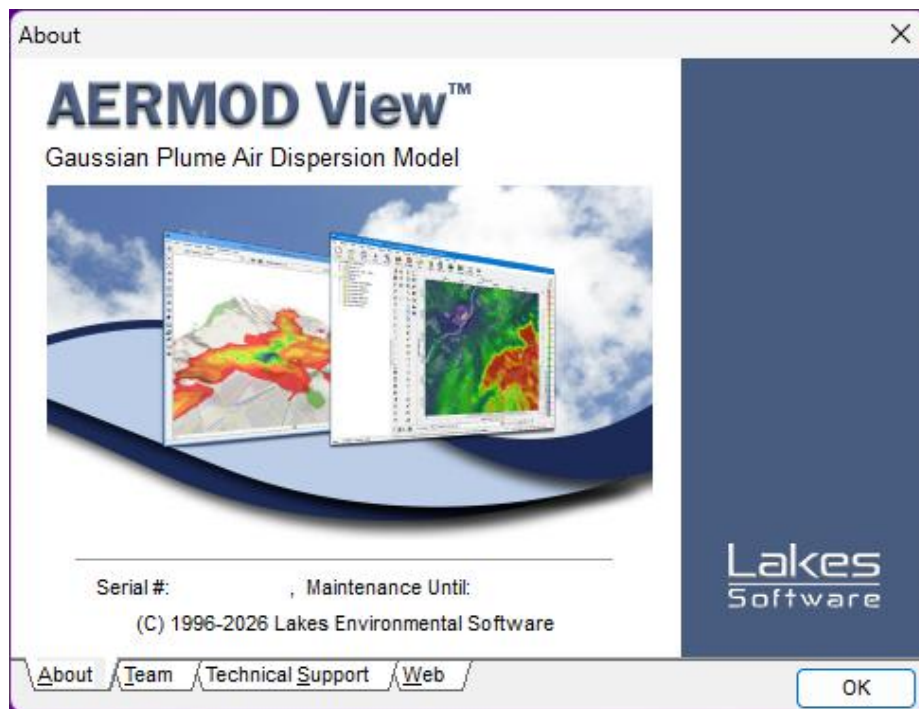 About
AERMOD View™
Gaussian Plume Air Dispersion Model
Serial #: , Maintenance Until:
(C) 1996-2026 Lakes Environmental Software
Lakes
Software
About Team Technical Support Web
OK